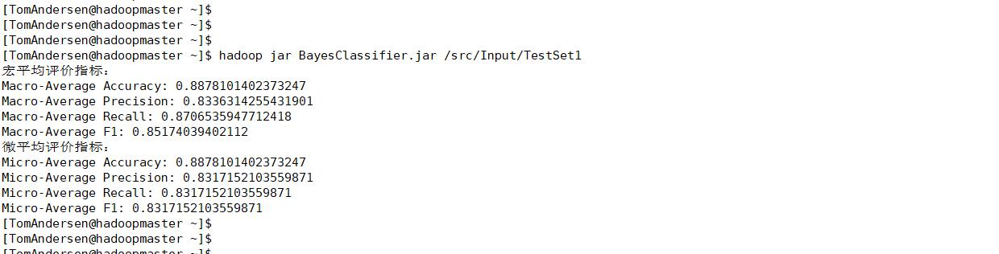 [TomAndersen@hadoopmaster ~]$
[TomAndersen@hadoopmaster ~]$
[TomAndersen@hadoopmaster ~]$
[TomAndersen@hadoopmaster ~]$ hadoop jar BayesClassifier.jar /src/Input/TestSet1
宏平均评价指标：
Macro-Average Accuracy: 0.8878101402373247
Macro-Average Precision: 0.8336314255431901
Macro-Average Recall: 0.8706535947712418
Macro-Average F1: 0.85174039402112
微平均评价指标：
Micro-Average Accuracy: 0.8878101402373247
Micro-Average Precision: 0.8317152103559871
Micro-Average Recall: 0.8317152103559871
Micro-Average F1: 0.8317152103559871
[TomAndersen@hadoopmaster ~]$
[TomAndersen@hadoopmaster ~]$
[TomAndersen@hadoopmaster ~]$